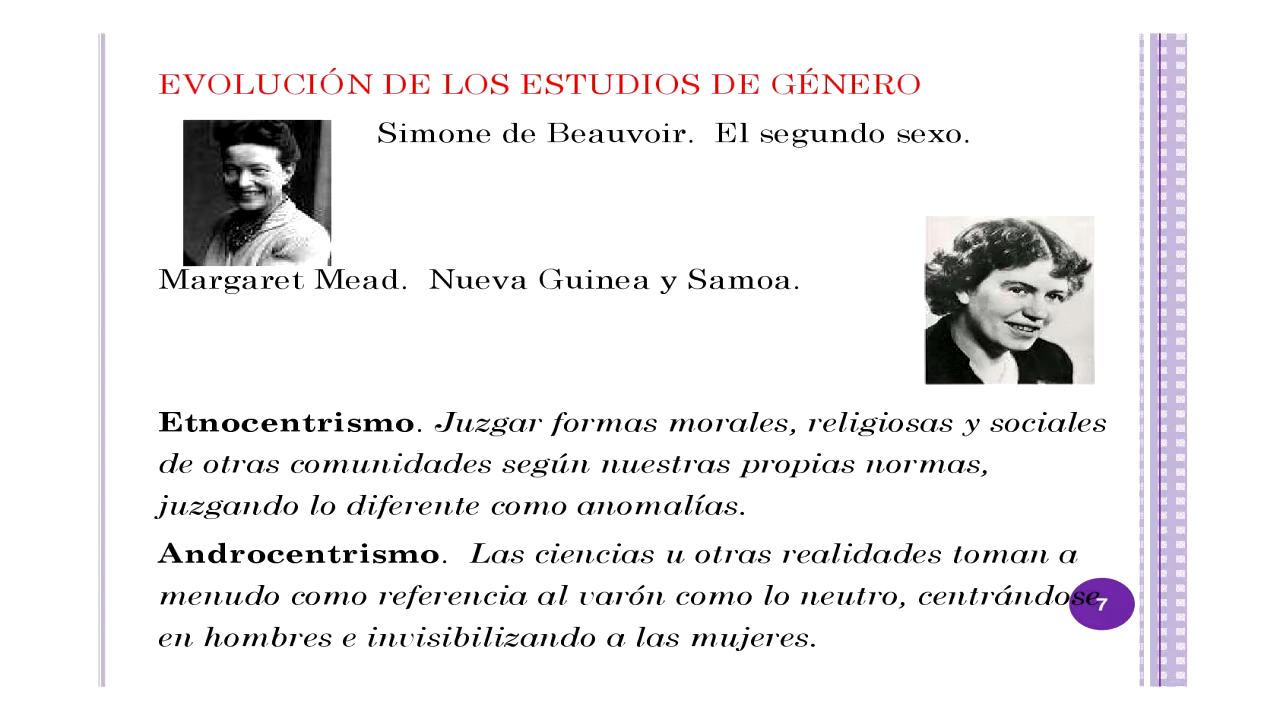 EVOLUCIÓN DE LOS ESTUDIOS DE GÉNERO
Simone de Beauvoir.  El segundo sexo.
Margaret Mead.  Nueva Guinea y Samoa.
Etnocentrismo. Juzgar formas morales, religiosas y sociales
de otras comunidades según nuestras propias normas,
juzgando lo diferente como anomalías.
Androcentrismo.  Las ciencias u otras realidades toman a
menudo como referencia al varón como lo neutro, centrándose
en hombres e invisibilizando a las mujeres.
7